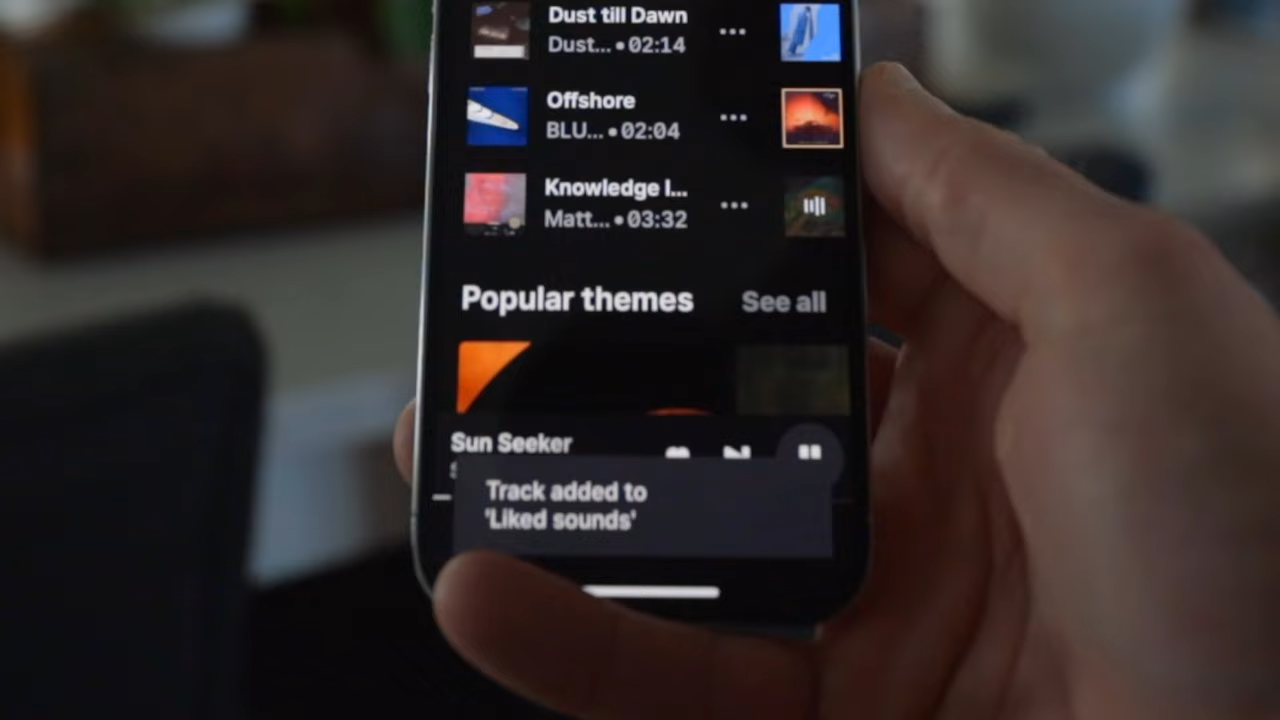 Dust till Dawn
Dust... • 02:14
Offshore
BLU... • 02:04
Knowledge I...
Matt... • 03:32
Popular themes
See all
Sun Seeker
Track added to
'Liked sounds'